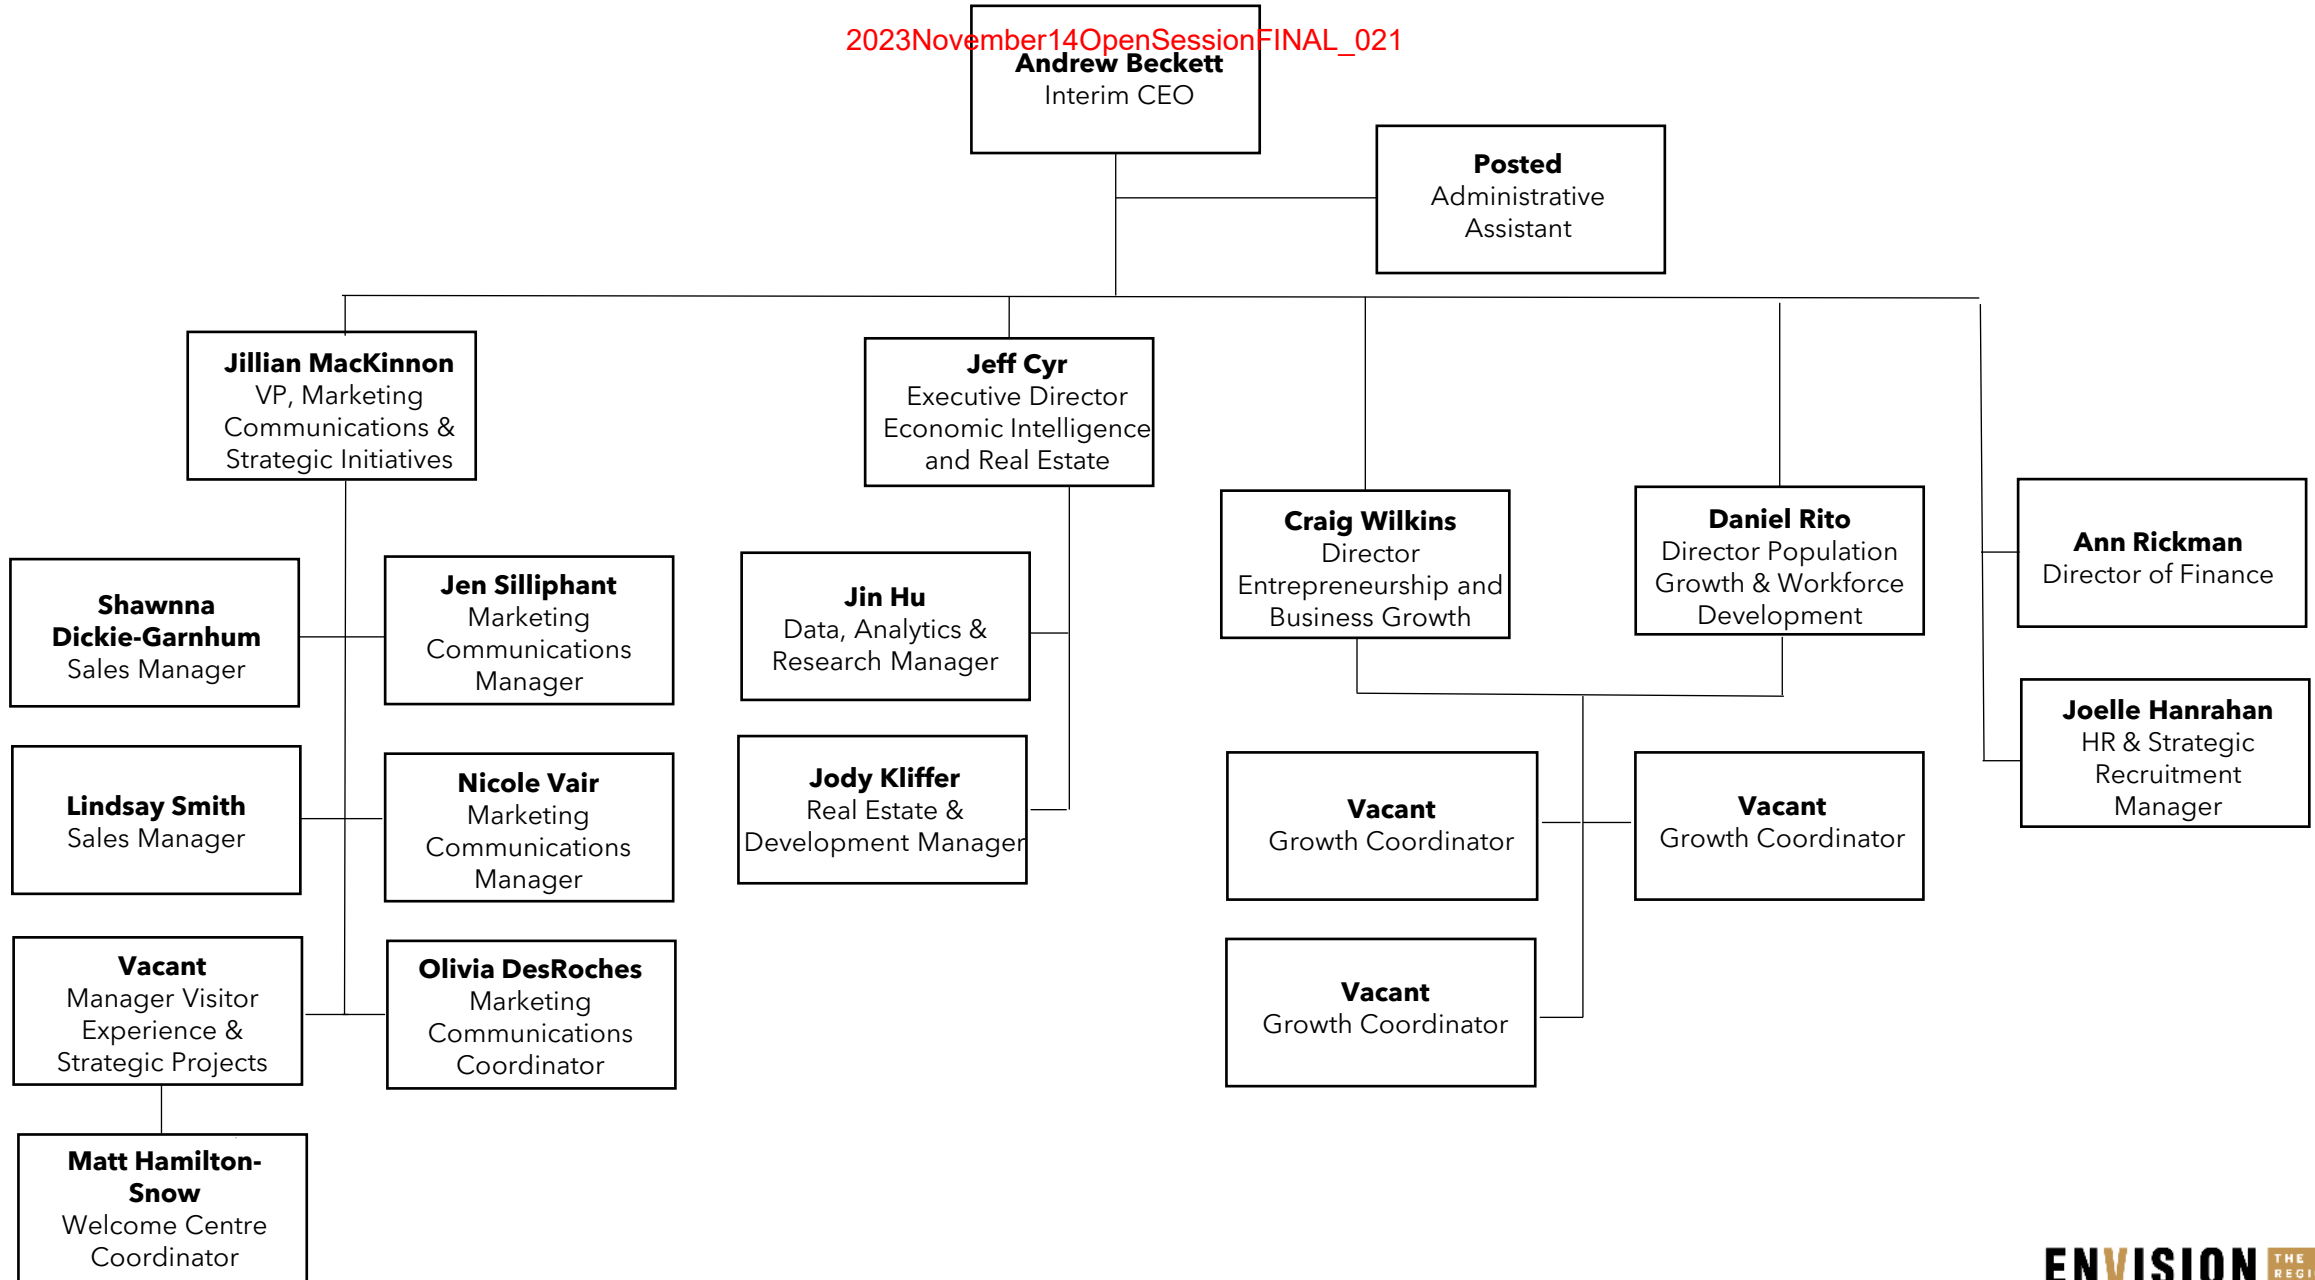 2023November14OpenSessionFINAL_021
Andrew Beckett
Interim CEO
Posted
Administrative
Assistant
Jillian MacKinnon
VP, Marketing
Communications &
Strategic Initiatives
Jeff Cyr
Executive Director
Economic Intelligence
and Real Estate
Craig Wilkins
Director
Entrepreneurship and
Business Growth
Daniel Rito
Director Population
Growth & Workforce
Development
Ann Rickman
Director of Finance
Shawnna
Dickie-Garnhum
Sales Manager
Jen Silliphant
Marketing
Communications
Manager
Jin Hu
Data, Analytics &
Research Manager
Joelle Hanrahan
HR & Strategic
Recruitment
Manager
Lindsay Smith
Sales Manager
Nicole Vair
Marketing
Communications
Manager
Jody Kliffer
Real Estate &
Development Manager
Vacant
Growth Coordinator
Vacant
Growth Coordinator
Vacant
Manager Visitor
Experience &
Strategic Projects
Olivia DesRoches
Marketing
Communications
Coordinator
Vacant
Growth Coordinator
Matt Hamilton-
Snow
Welcome Centre
Coordinator
ENVISION THE